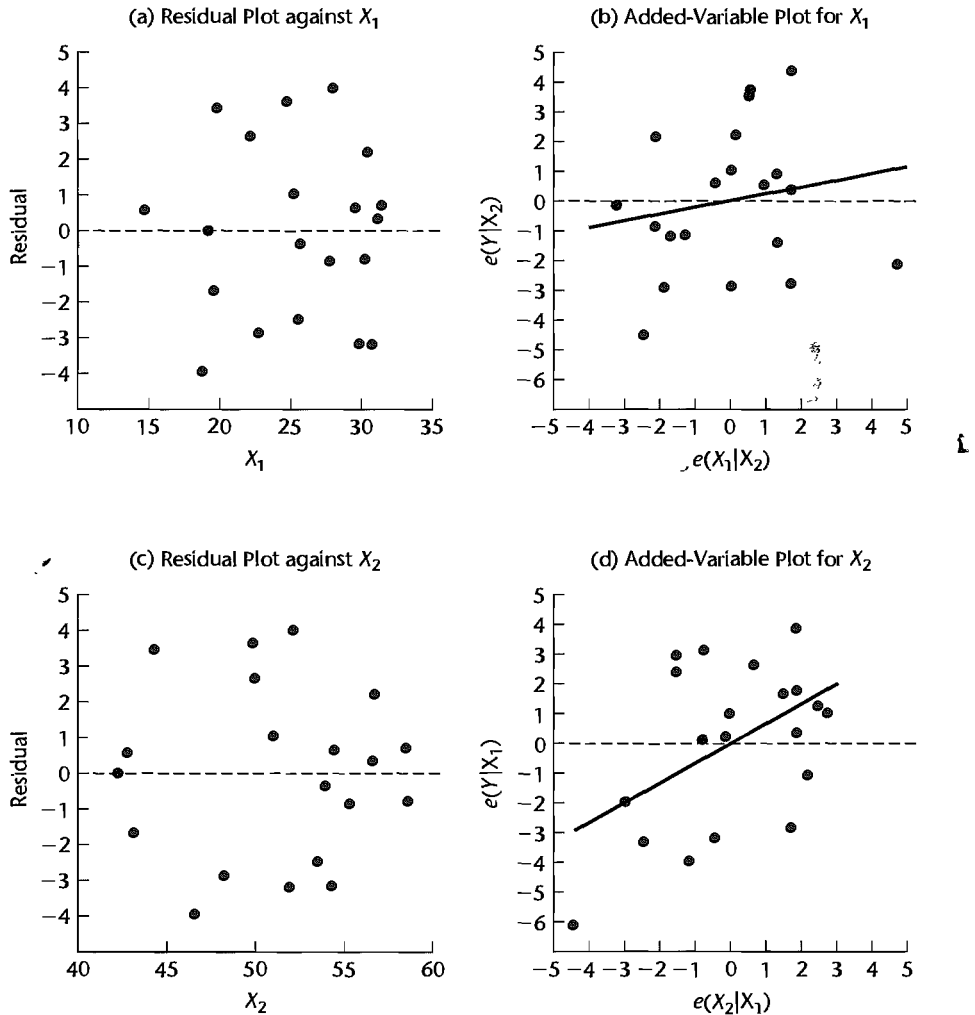 (a) Residual Plot against X₁
5
4
3
2
1
0
−1
−2
−3
−4
Residual
10 15 20 25 30 35
X₁
(b) Added-Variable Plot for X₁
5
4
3
2
1
0
−1
−2
−3
−4
−5
−6
e(Y|X₂)
−5 −4 −3 −2 −1 0 1 2 3 4 5
e(X₁|X₂)
(c) Residual Plot against X₂
5
4
3
2
1
0
−1
−2
−3
−4
Residual
40 45 50 55 60
X₂
(d) Added-Variable Plot for X₂
5
4
3
2
1
0
−1
−2
−3
−4
−5
−6
e(Y|X₁)
−5 −4 −3 −2 −1 0 1 2 3 4 5
e(X₂|X₁)